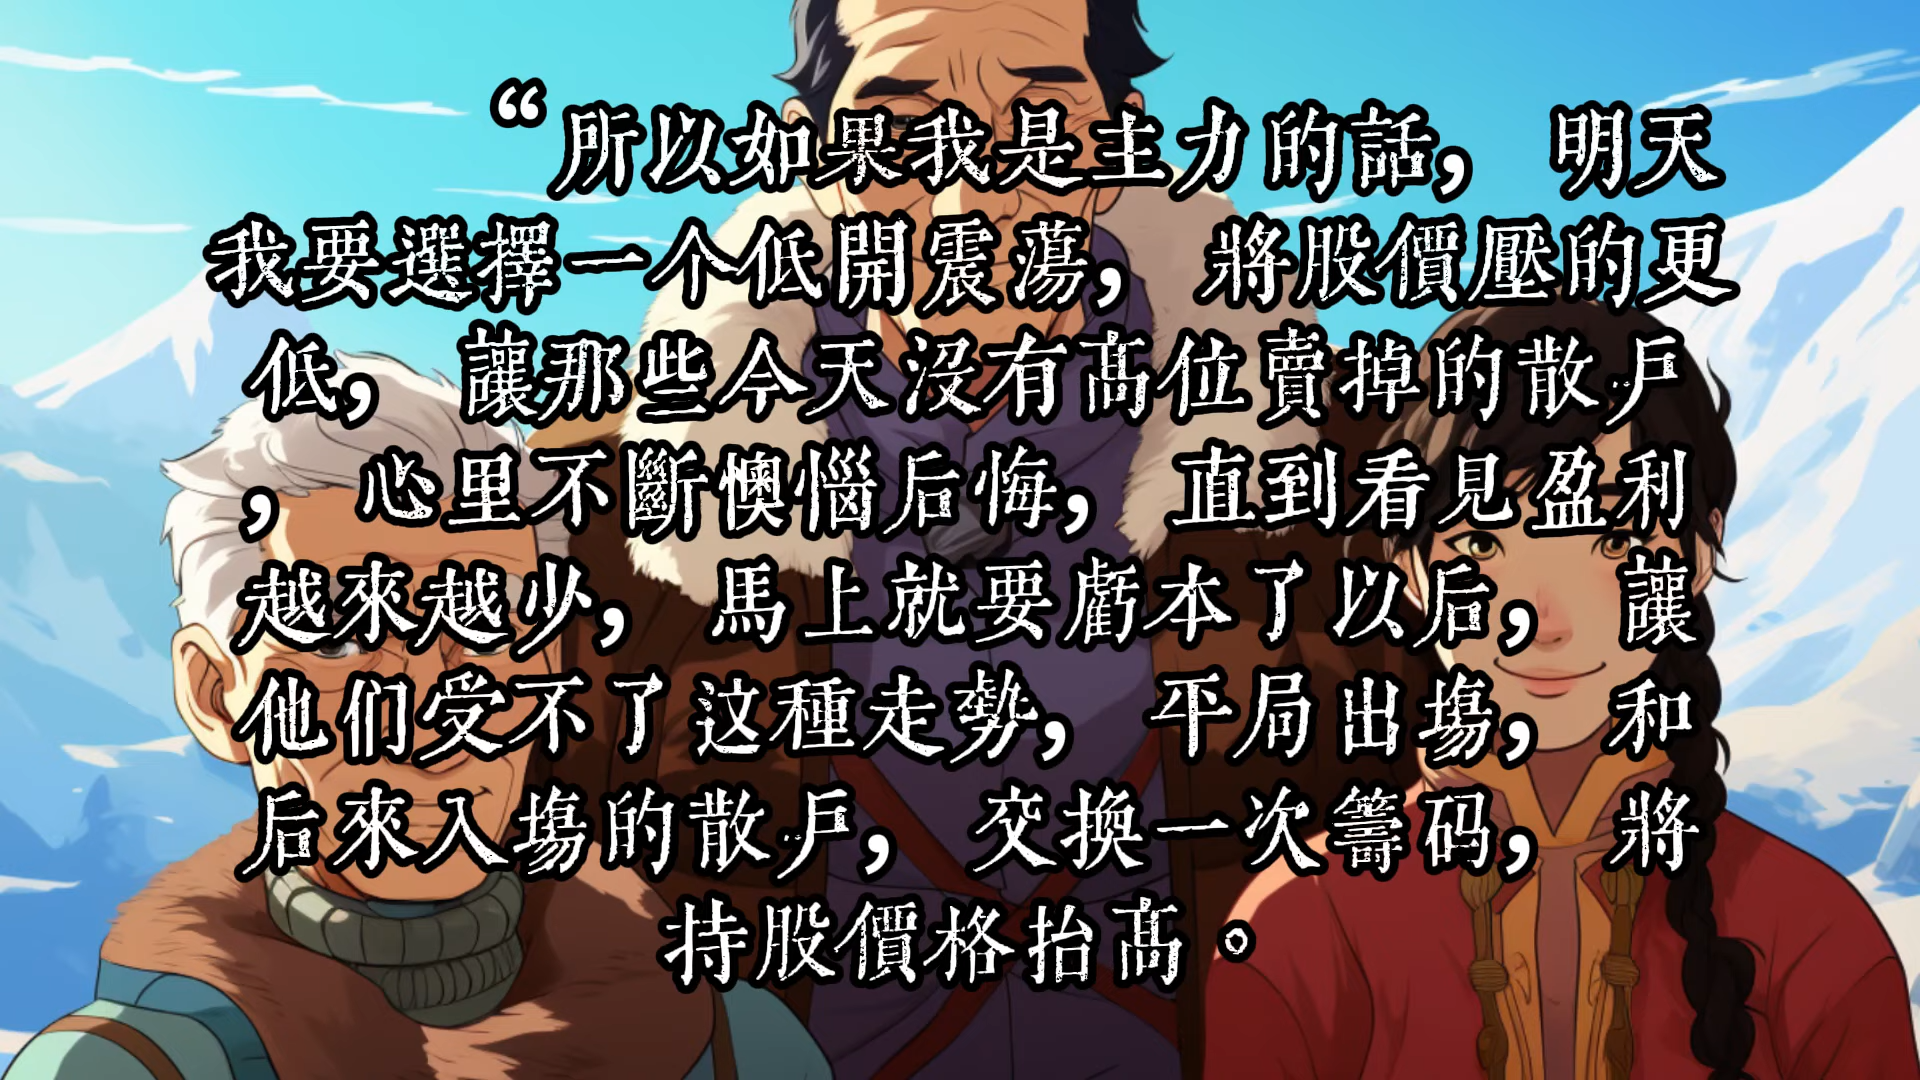 “所以如果我是主力的話，明天
我要選擇一个低開震蕩，將股價壓的更
低，讓那些今天沒有高位賣掉的散戶
，心里不斷懊惱后悔，直到看見盈利
越來越少，馬上就要虧本了以后，讓
他们受不了这種走勢，平局出場，和
后來入場的散戶，交換一次籌码，將
持股價格抬高。